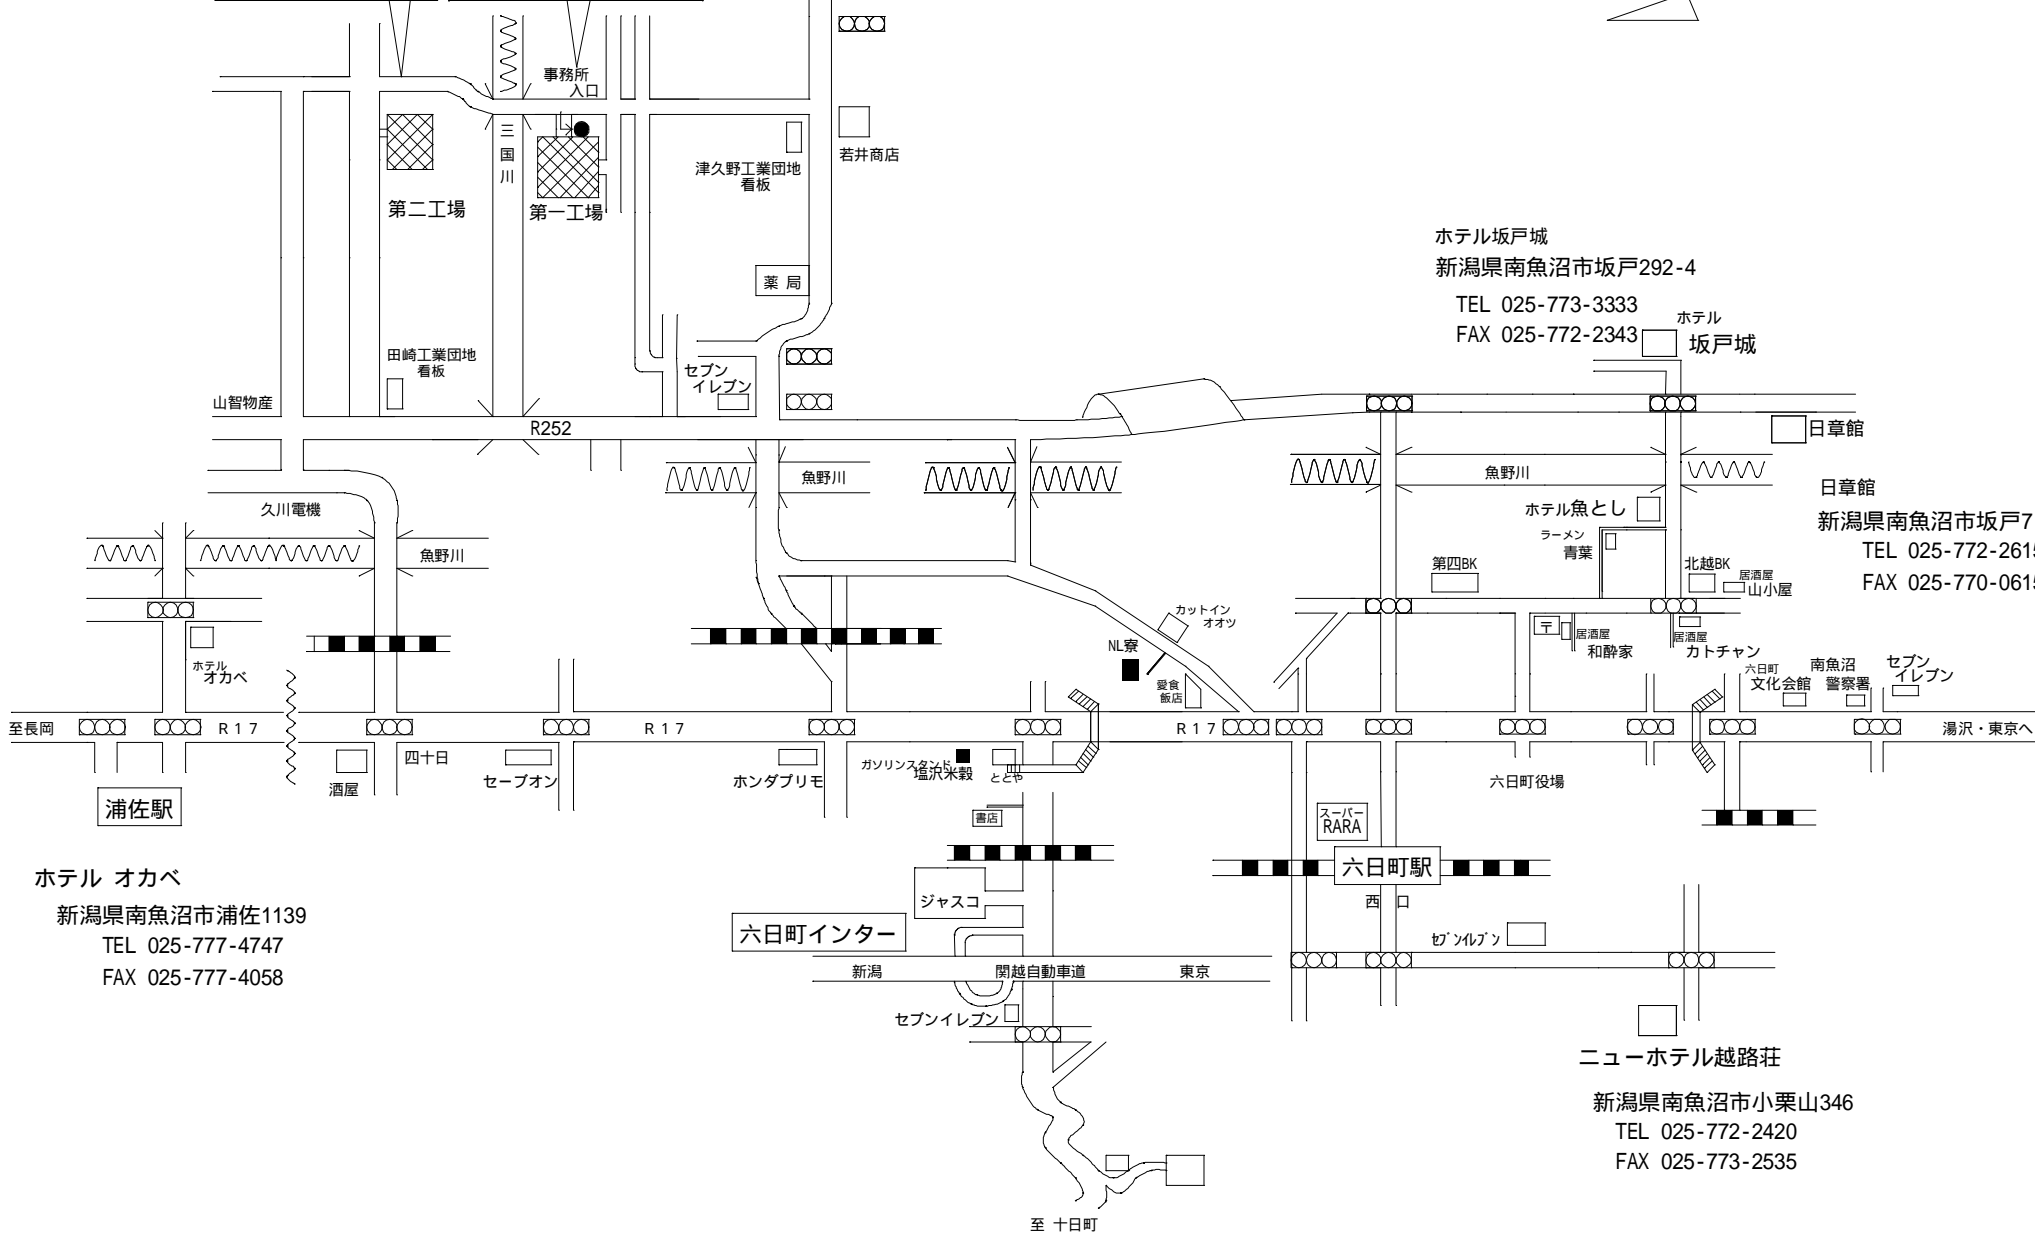 事務所
入口
三国川
若井商店
津久野工業団地
看板
第二工場
第一工場
薬 局
ホテル坂戸城
新潟県南魚沼市坂戸292-4
TEL 025-773-3333
FAX 025-772-2343
ホテル
坂戸城
田崎工業団地
看板
セブン
イレブン
山智物産
R252
日章館
魚野川
魚野川
日章館
新潟県南魚沼市坂戸7
TEL 025-772-2615
FAX 025-770-0615
久川電機
ホテル魚とし
ラーメン
青葉
魚野川
第四BK
北越BK
居酒屋
山小屋
カットイン
オオツ
〒
居酒屋
和酔家
居酒屋
カトチャン
NL寮
愛食
飯店
ホテル
オカベ
六日町
文化会館
南魚沼
警察署
セブン
イレブン
至長岡
R17
R17
R17
湯沢・東京へ
酒屋
四十日
セーブオン
ホンダプリモ
ガソリンスタンド
塩沢米穀
ととや
六日町役場
浦佐駅
書店
スーパー
RARA
六日町駅
西 口
ホテル オカベ
新潟県南魚沼市浦佐1139
TEL 025-777-4747
FAX 025-777-4058
ジャスコ
六日町インター
セブンイレブン
新潟
関越自動車道
東京
セブンイレブン
ニューホテル越路荘
新潟県南魚沼市小栗山346
TEL 025-772-2420
FAX 025-773-2535
至 十日町